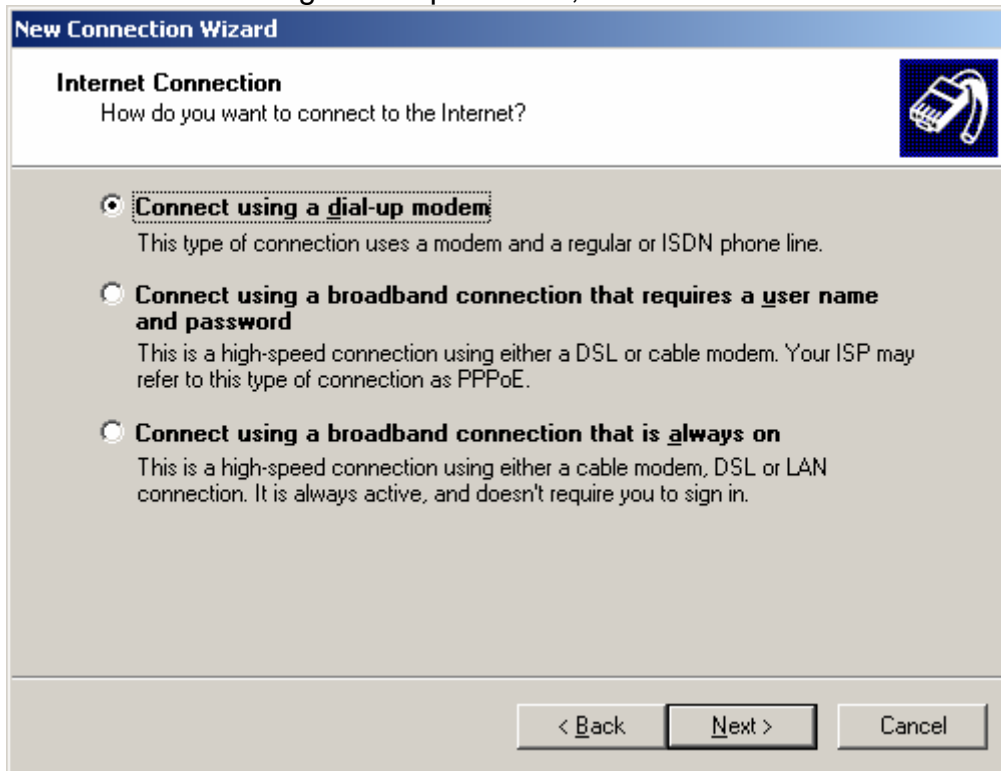 New Connection Wizard
Internet Connection
How do you want to connect to the Internet?
Connect using a dial-up modem
This type of connection uses a modem and a regular or ISDN phone line.
Connect using a broadband connection that requires a user name
and password
This is a high-speed connection using either a DSL or cable modem. Your ISP may
refer to this type of connection as PPPoE.
Connect using a broadband connection that is always on
This is a high-speed connection using either a cable modem, DSL or LAN
connection. It is always active, and doesn't require you to sign in.
< Back Next > Cancel